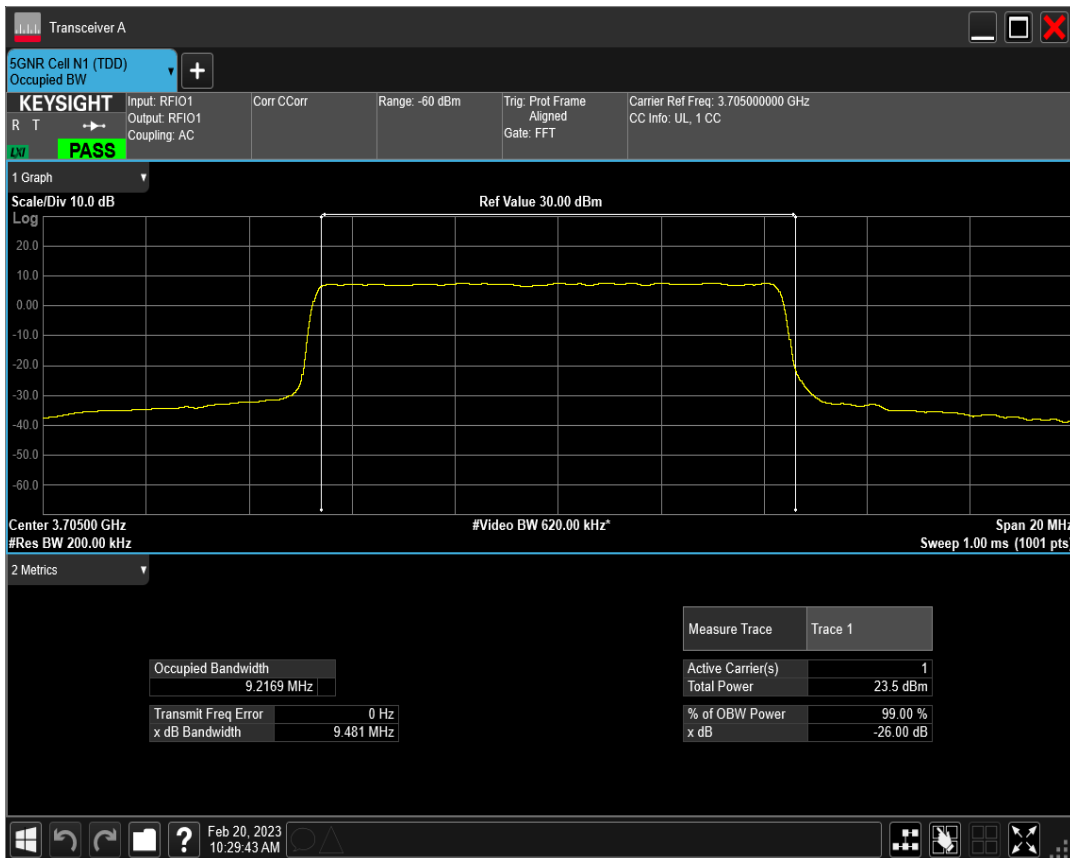 Transceiver A
5GNR Cell N1 (TDD)
Occupied BW
+
KEYSIGHT
R T
LXI
PASS
Input: RFIO1
Output: RFIO1
Coupling: AC
Corr CCorr
Range: -60 dBm
Trig: Prot Frame
Aligned
Gate: FFT
Carrier Ref Freq: 3.705000000 GHz
CC Info: UL, 1 CC
1 Graph
Scale/Div 10.0 dB
Ref Value 30.00 dBm
Log
20.0
10.0
0.00
-10.0
-20.0
-30.0
-40.0
-50.0
-60.0
Center 3.70500 GHz
#Video BW 620.00 kHz*
Span 20 MHz
#Res BW 200.00 kHz
Sweep 1.00 ms (1001 pts)
2 Metrics
Measure Trace
Trace 1
Occupied Bandwidth
9.2169 MHz
Active Carrier(s)
1
Total Power
23.5 dBm
Transmit Freq Error
0 Hz
x dB Bandwidth
9.481 MHz
% of OBW Power
99.00 %
x dB
-26.00 dB
?
Feb 20, 2023
10:29:43 AM